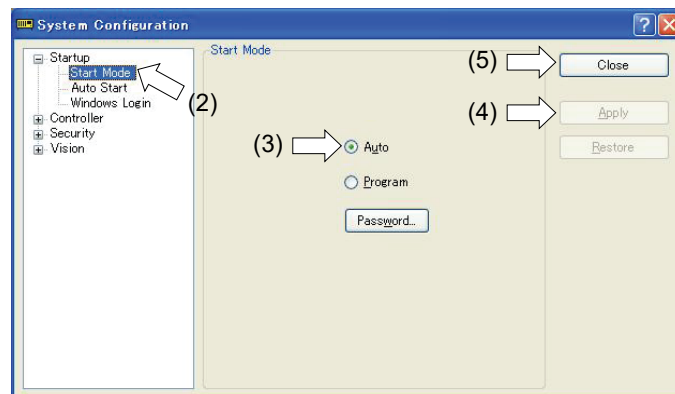 System Configuration
Startup
Start Mode
Auto Start
Windows Login
Controller
Security
Vision
(2)
Start Mode
(3)
Auto
Program
Password...
(5)
Close
(4)
Apply
Restore